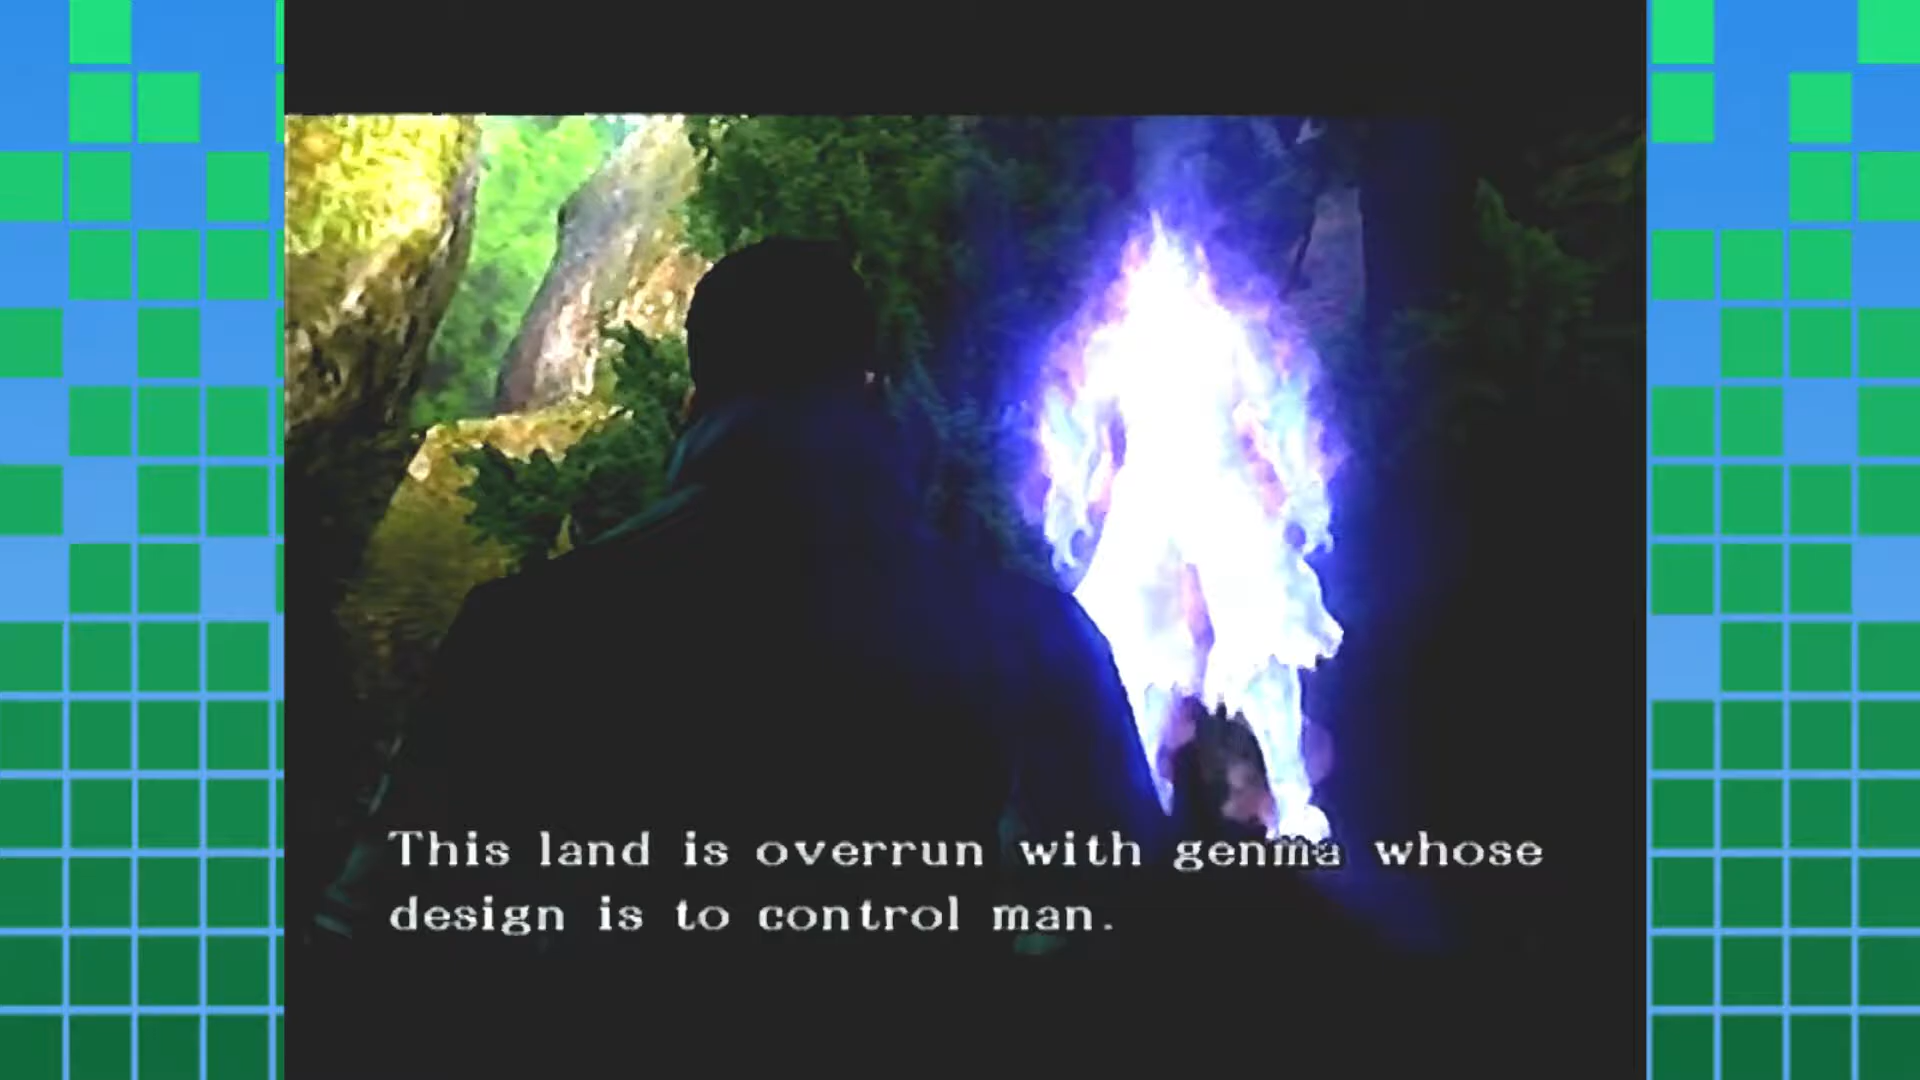 This land is overrun with genma whose
design is to control man.